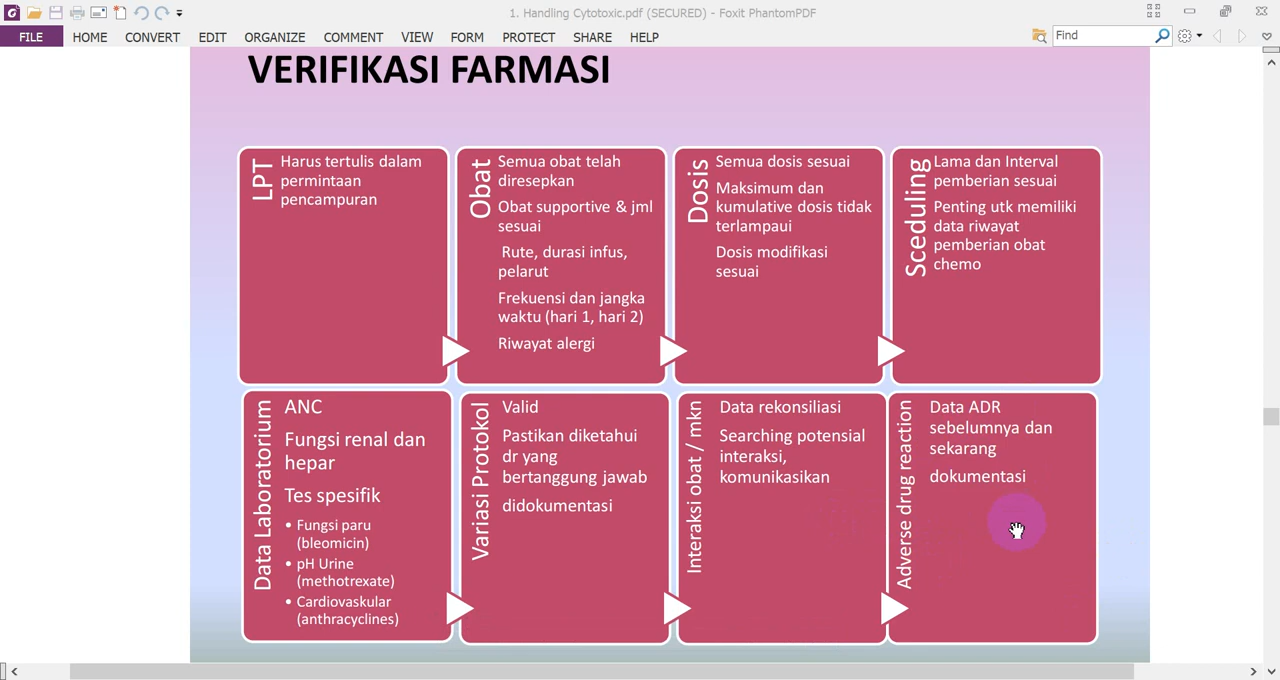 1. Handling Cytotoxic.pdf (SECURED) - Foxit PhantomPDF
FILE HOME CONVERT EDIT ORGANIZE COMMENT VIEW FORM PROTECT SHARE HELP
Find
VERIFIKASI FARMASI
LPT
Harus tertulis dalam
permintaan
pencampuran
Obat
Semua obat telah
diresepkan
Obat supportive & jml
sesuai
Rute, durasi infus,
pelarut
Frekuensi dan jangka
waktu (hari 1, hari 2)
Riwayat alergi
Dosis
Semua dosis sesuai
Maksimum dan
kumulative dosis tidak
terlampaui
Dosis modifikasi
sesuai
Sceduling
Lama dan Interval
pemberian sesuai
Penting utk memiliki
data riwayat
pemberian obat
chemo
Data Laboratorium
ANC
Fungsi renal dan
hepar
Tes spesifik
• Fungsi paru
(bleomicin)
• pH Urine
(methotrexate)
• Cardiovaskular
(anthracyclines)
Variasi Protokol
Valid
Pastikan diketahui
dr yang
bertanggung jawab
didokumentasi
Interaksi obat / mkn
Data rekonsiliasi
Searching potensial
interaksi,
komunikasikan
Adverse drug reaction
Data ADR
sebelumnya dan
sekarang
dokumentasi